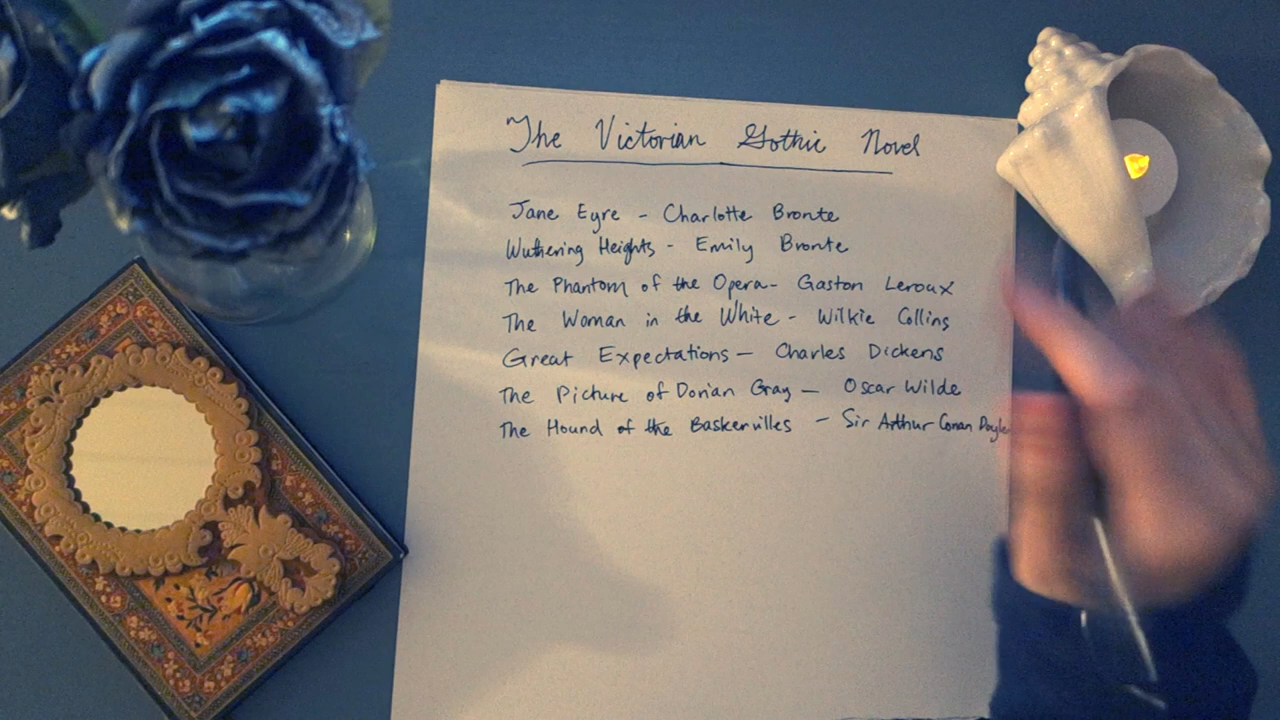 The Victorian Gothic Novel
Jane Eyre - Charlotte Bronte
Wuthering Heights - Emily Bronte
The Phantom of the Opera - Gaston Leroux
The Woman in the White - Wilkie Collins
Great Expectations - Charles Dickens
The Picture of Dorian Gray - Oscar Wilde
The Hound of the Baskervilles - Sir Arthur Conan Doyle